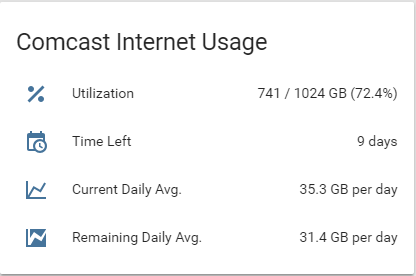 Comcast Internet Usage
Utilization 741 / 1024 GB (72.4%)
Time Left 9 days
Current Daily Avg. 35.3 GB per day
Remaining Daily Avg. 31.4 GB per day